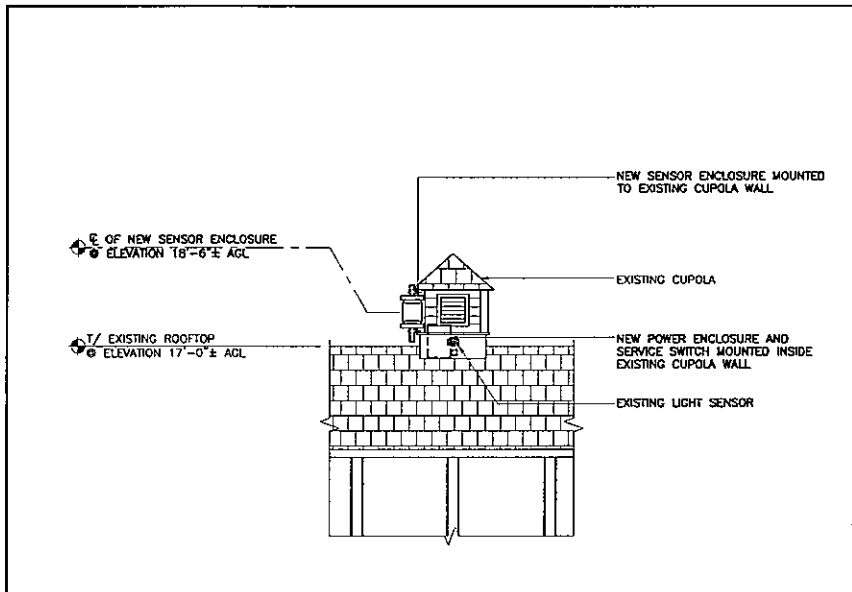 NEW SENSOR ENCLOSURE MOUNTED
TO EXISTING CUPOLA WALL
℄ OF NEW SENSOR ENCLOSURE
@ ELEVATION 18'-6"± AGL
EXISTING CUPOLA
T/ EXISTING ROOFTOP
@ ELEVATION 17'-0"± AGL
NEW POWER ENCLOSURE AND
SERVICE SWITCH MOUNTED INSIDE
EXISTING CUPOLA WALL
EXISTING LIGHT SENSOR